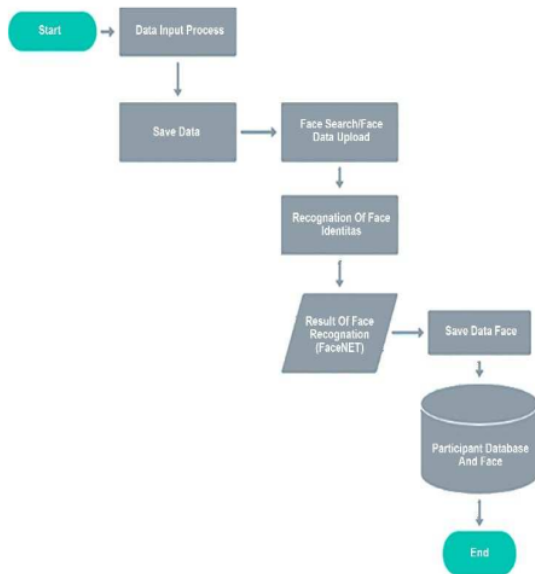 Start
Data Input Process
Save Data
Face Search/Face
Data Upload
Recognation Of Face
Identitas
Result Of Face
Recognation
(FaceNET)
Save Data Face
Participant Database
And Face
End